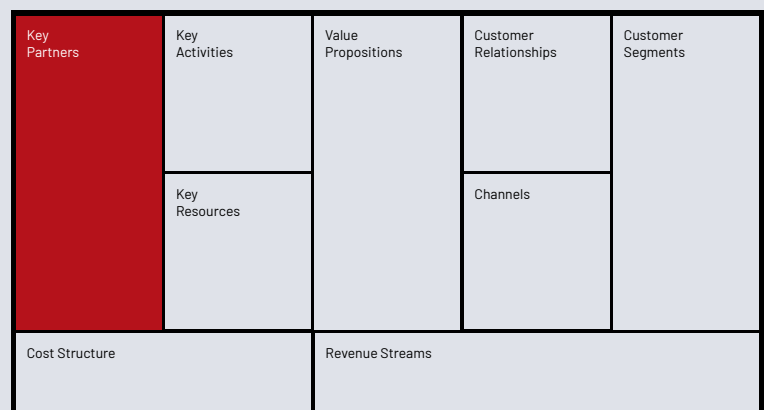 Key
Partners
Key
Activities
Value
Propositions
Customer
Relationships
Customer
Segments
Key
Resources
Channels
Cost Structure
Revenue Streams